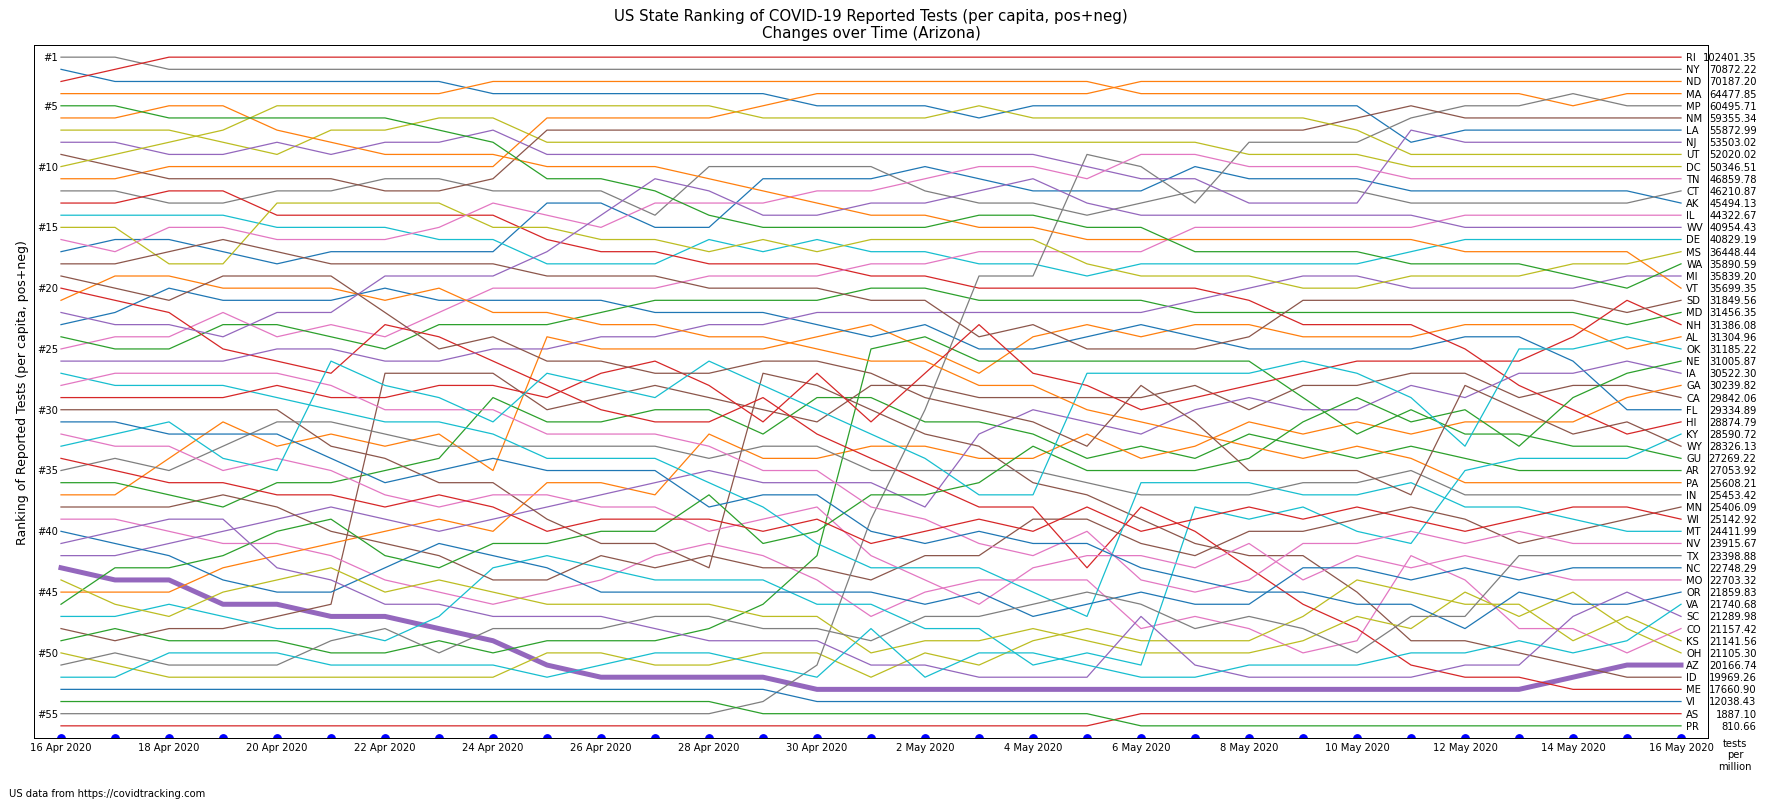 US State Ranking of COVID-19 Reported Tests (per capita, pos+neg)
Changes over Time (Arizona)
Ranking of Reported Tests (per capita, pos+neg)
#1
#5
#10
#15
#20
#25
#30
#35
#40
#45
#50
#55
RI 102401.35
NY 70872.22
ND 70187.20
MA 64477.85
MP 60495.71
NM 59355.34
LA 55872.99
NJ 53503.02
UT 52020.02
DC 50346.51
TN 46859.78
CT 46210.87
AK 45494.13
IL 44322.67
WV 40954.43
DE 40829.19
MS 36448.44
WA 35890.59
MI 35839.20
VT 35699.35
SD 31849.56
MD 31456.35
NH 31386.08
AL 31304.96
OK 31185.22
NE 31005.87
IA 30522.30
GA 30239.82
CA 29842.06
FL 29334.89
HI 28874.79
KY 28590.72
WY 28326.13
GU 27269.22
AR 27053.92
PA 25608.21
IN 25453.42
MN 25406.09
WI 25142.92
MT 24411.99
NV 23915.67
TX 23398.88
NC 22748.29
MO 22703.32
OR 21859.83
VA 21740.68
SC 21289.98
CO 21157.42
KS 21141.56
OH 21105.30
AZ 20166.74
ID 19969.26
ME 17660.90
VI 12038.43
AS 1887.10
PR 810.66
16 Apr 2020 18 Apr 2020 20 Apr 2020 22 Apr 2020 24 Apr 2020 26 Apr 2020 28 Apr 2020 30 Apr 2020 2 May 2020 4 May 2020 6 May 2020 8 May 2020 10 May 2020 12 May 2020 14 May 2020 16 May 2020
tests
per
million
US data from https://covidtracking.com